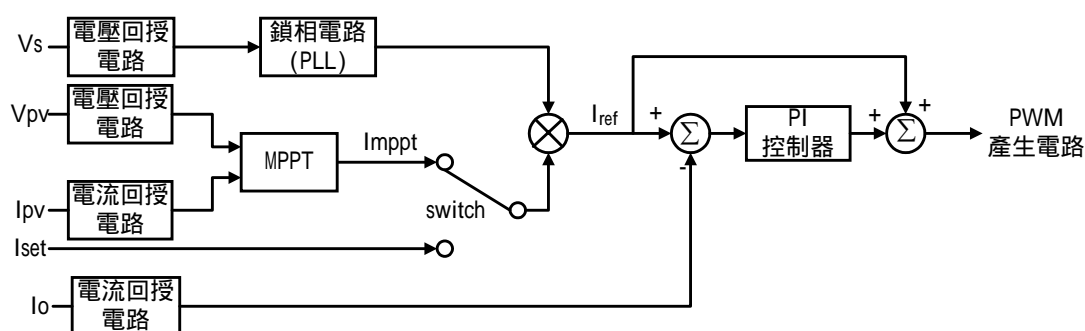 Vs
電壓回授
電路
鎖相電路
(PLL)
Vpv
電壓回授
電路
MPPT
Imppt
switch
Ipv
電流回授
電路
Iset
Io
電流回授
電路
Iref
+
Σ
-
PI
控制器
+
+
Σ
PWM
產生電路